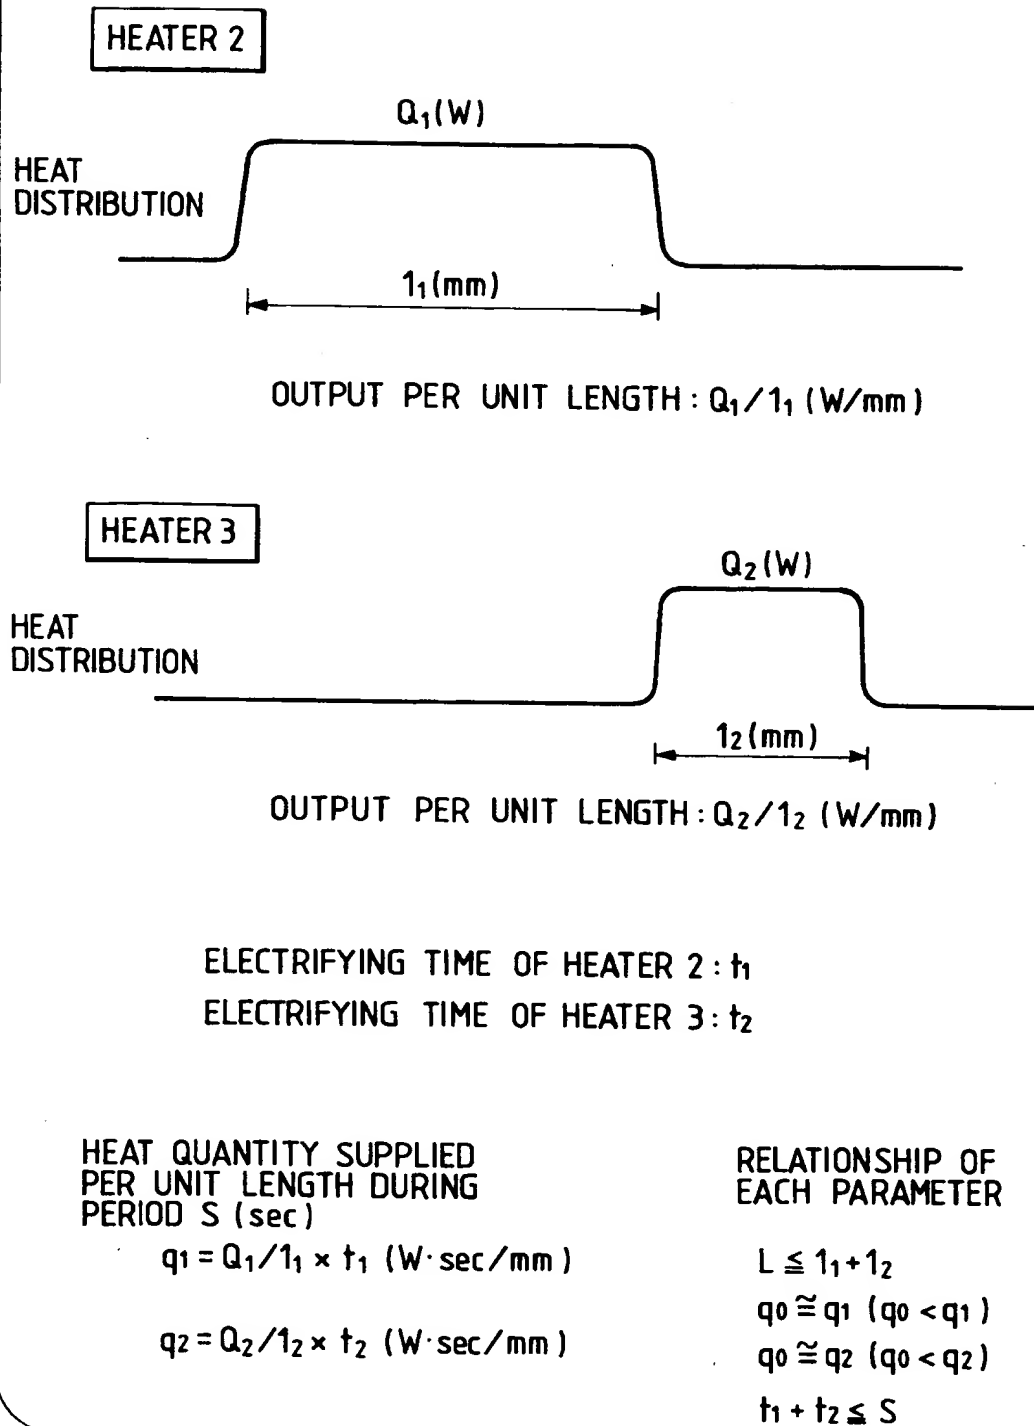 HEATER 2
Q₁(W)
HEAT
DISTRIBUTION
1₁(mm)
OUTPUT PER UNIT LENGTH: Q₁/1₁ (W/mm)
HEATER 3
Q₂(W)
HEAT
DISTRIBUTION
1₂(mm)
OUTPUT PER UNIT LENGTH: Q₂/1₂ (W/mm)
ELECTRIFYING TIME OF HEATER 2: t₁
ELECTRIFYING TIME OF HEATER 3: t₂
HEAT QUANTITY SUPPLIED
PER UNIT LENGTH DURING
PERIOD S (sec)
q₁ = Q₁/1₁ × t₁ (W·sec/mm)
q₂ = Q₂/1₂ × t₂ (W·sec/mm)
RELATIONSHIP OF
EACH PARAMETER
L ≦ 1₁+1₂
q₀ ≅ q₁ (q₀ < q₁)
q₀ ≅ q₂ (q₀ < q₂)
t₁ + t₂ ≦ S